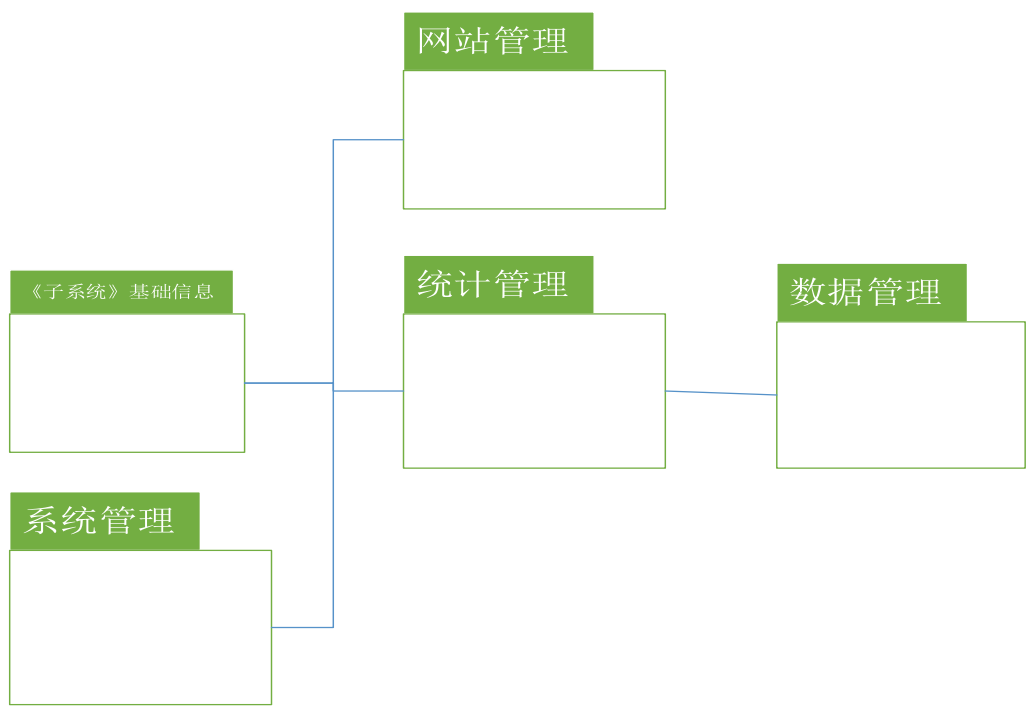 网站管理
《子系统》基础信息
统计管理
数据管理
系统管理